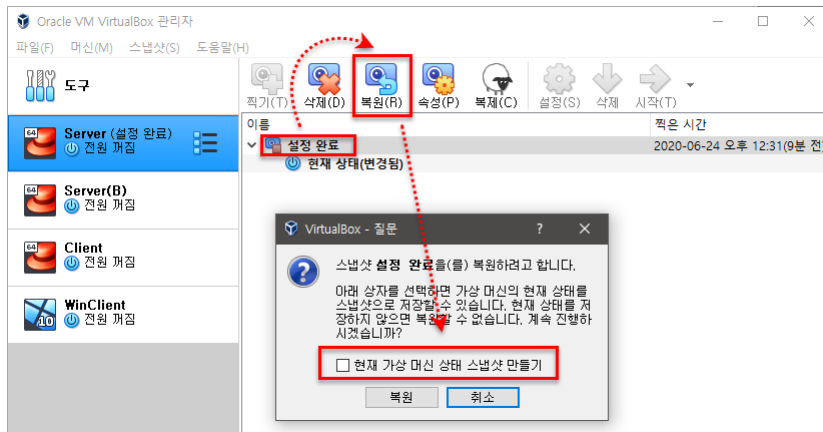 Oracle VM VirtualBox 관리자
파일(F) 머신(M) 스냅샷(S) 도움말(H)
도구
찍기(T) 삭제(D) 복원(R) 속성(P) 복제(C) 설정(S) 삭제 시작(T)
이름 찍은 시간
설정 완료 2020-06-24 오후 12:31(9분 전)
현재 상태(변경됨)
64 Server (설정 완료)
전원 꺼짐
64 Server(B)
전원 꺼짐
64 Client
전원 꺼짐
10 WinClient
전원 꺼짐
VirtualBox - 질문 ?
스냅샷 설정 완료을(를) 복원하려고 합니다.
아래 상자를 선택하면 가상 머신의 현재 상태를
스냅샷으로 저장할 수 있습니다. 현재 상태를 저
장하지 않으면 복원할 수 없습니다. 계속 진행하
시겠습니까?
현재 가상 머신 상태 스냅샷 만들기
복원 취소